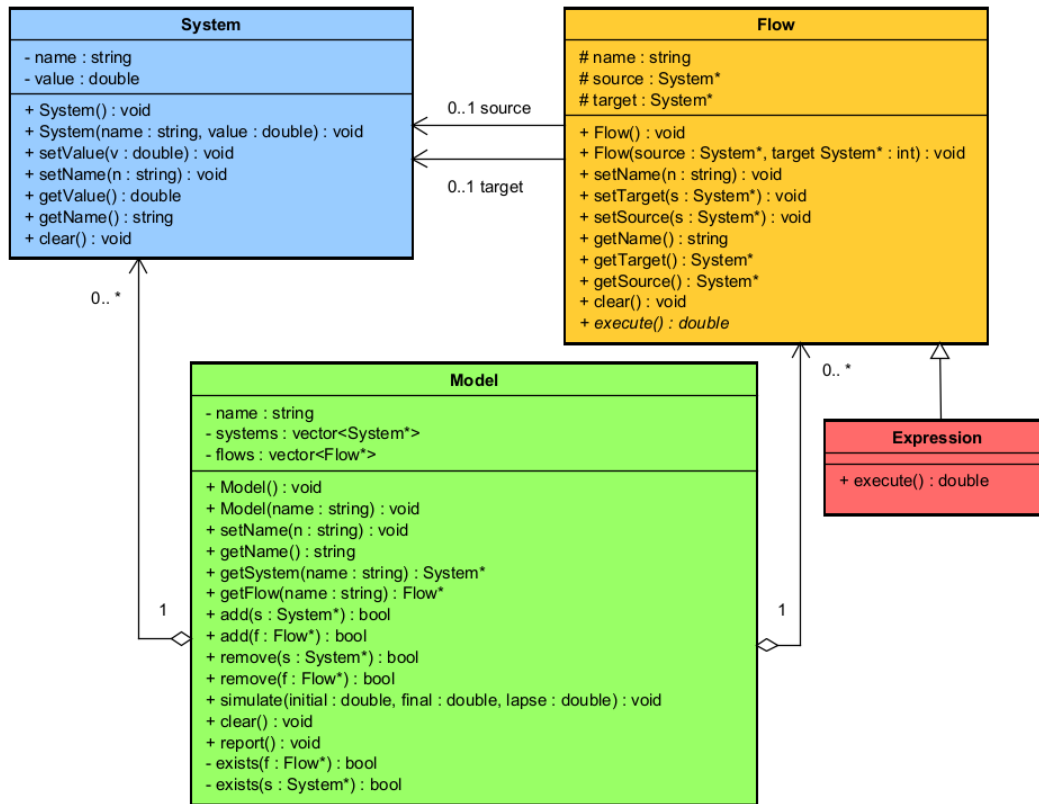 System
- name : string
- value : double
+ System() : void
+ System(name : string, value : double) : void
+ setValue(v : double) : void
+ setName(n : string) : void
+ getValue() : double
+ getName() : string
+ clear() : void
0..1 source
0..1 target
Flow
# name : string
# source : System*
# target : System*
+ Flow() : void
+ Flow(source : System*, target System* : int) : void
+ setName(n : string) : void
+ setTarget(s : System*) : void
+ setSource(s : System*) : void
+ getName() : string
+ getTarget() : System*
+ getSource() : System*
+ clear() : void
+ execute() : double
0.. *
0.. *
Model
- name : string
- systems : vector<System*>
- flows : vector<Flow*>
+ Model() : void
+ Model(name : string) : void
+ setName(n : string) : void
+ getName() : string
+ getSystem(name : string) : System*
+ getFlow(name : string) : Flow*
+ add(s : System*) : bool
+ add(f : Flow*) : bool
+ remove(s : System*) : bool
+ remove(f : Flow*) : bool
+ simulate(initial : double, final : double, lapse : double) : void
+ clear() : void
+ report() : void
- exists(f : Flow*) : bool
- exists(s : System*) : bool
1
1
Expression
+ execute() : double